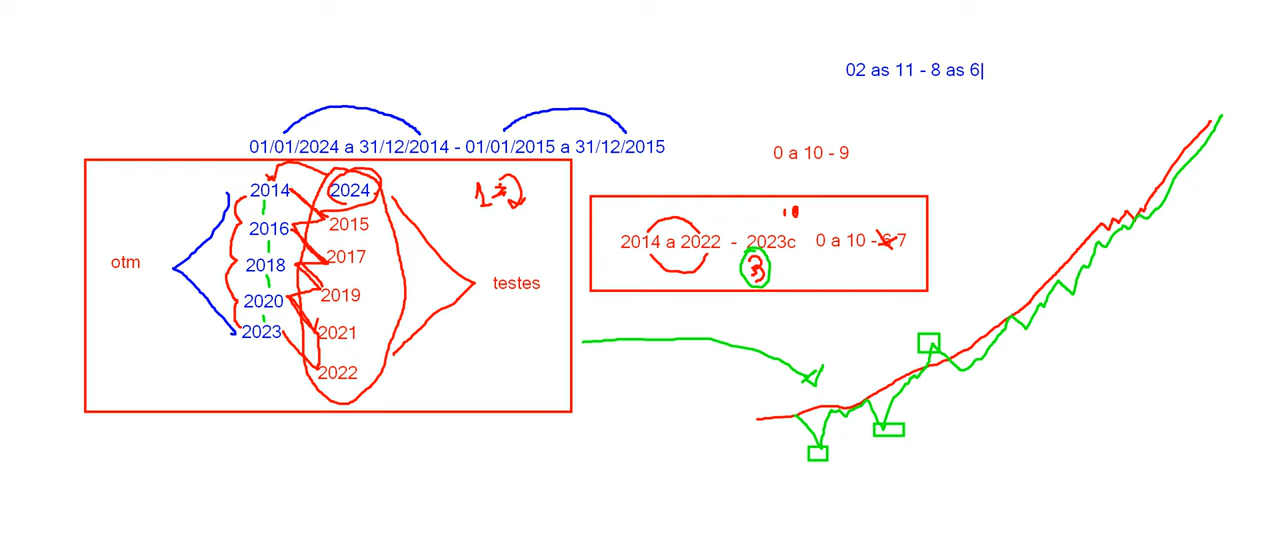 02 as 11 - 8 as 6
01/01/2024 a 31/12/2014 - 01/01/2015 a 31/12/2015
0 a 10 - 9
2014
2024
2016
2015
2018
2017
2020
2019
2023
2021
2022
otm
testes
2014 a 2022 - 2023c
0 a 10 - 6 7
3